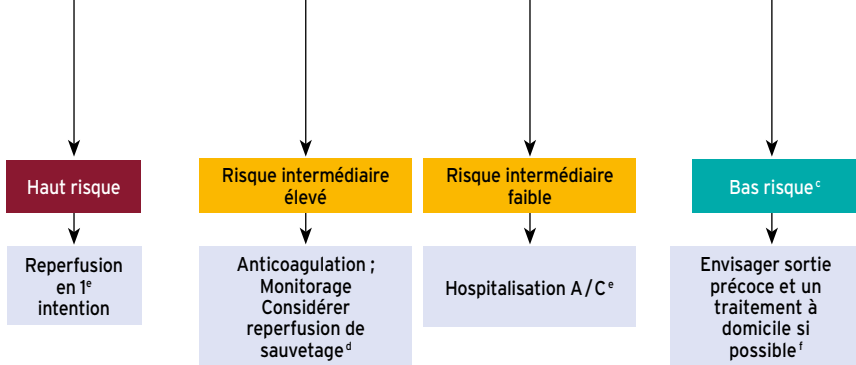 Haut risque
Risque intermédiaire
élevé
Risque intermédiaire
faible
Bas risque c
Reperfusion
en 1e
intention
Anticoagulation ;
Monitorage
Considérer
reperfusion de
sauvetage d
Hospitalisation A / C e
Envisager sortie
précoce et un
traitement à
domicile si
possible f